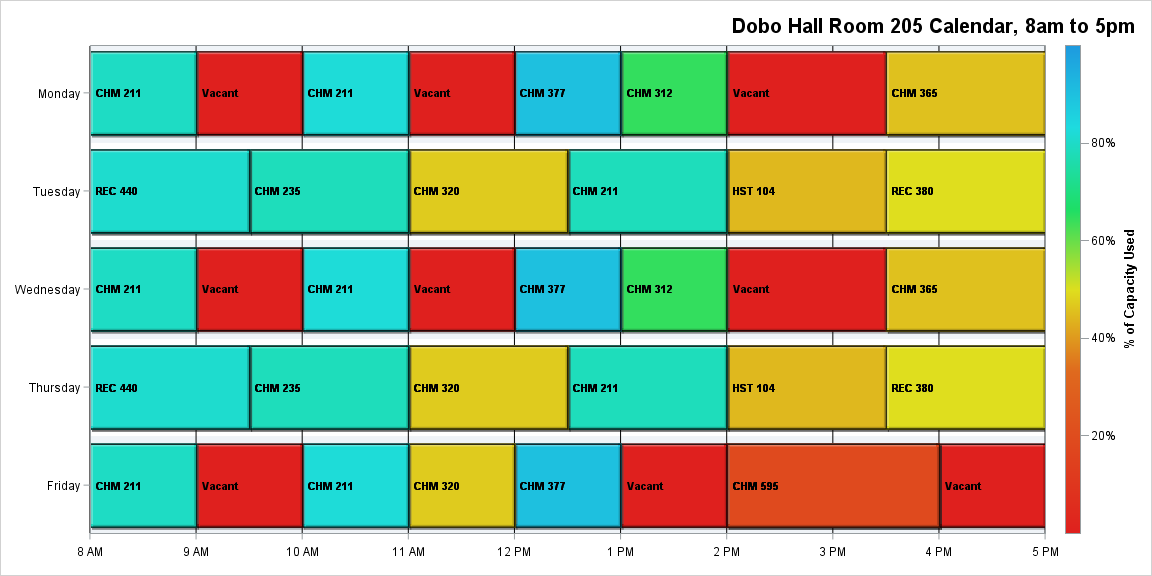 Dobo Hall Room 205 Calendar, 8am to 5pm
Monday
CHM 211
Vacant
CHM 211
Vacant
CHM 377
CHM 312
Vacant
CHM 365
Tuesday
REC 440
CHM 235
CHM 320
CHM 211
HST 104
REC 380
Wednesday
CHM 211
Vacant
CHM 211
Vacant
CHM 377
CHM 312
Vacant
CHM 365
Thursday
REC 440
CHM 235
CHM 320
CHM 211
HST 104
REC 380
Friday
CHM 211
Vacant
CHM 211
CHM 320
CHM 377
Vacant
CHM 595
Vacant
8 AM
9 AM
10 AM
11 AM
12 PM
1 PM
2 PM
3 PM
4 PM
5 PM
80%
60%
40%
20%
% of Capacity Used